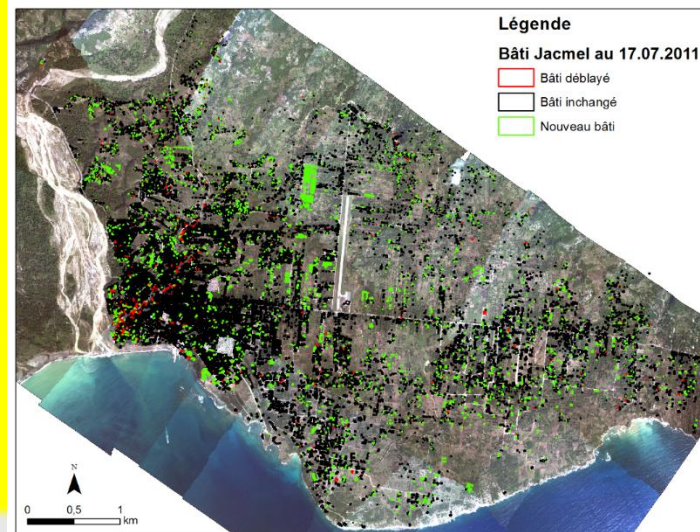 Légende
Bâti Jacmel au 17.07.2011
Bâti déblayé
Bâti inchangé
Nouveau bâti
N
0 0,5 1
km